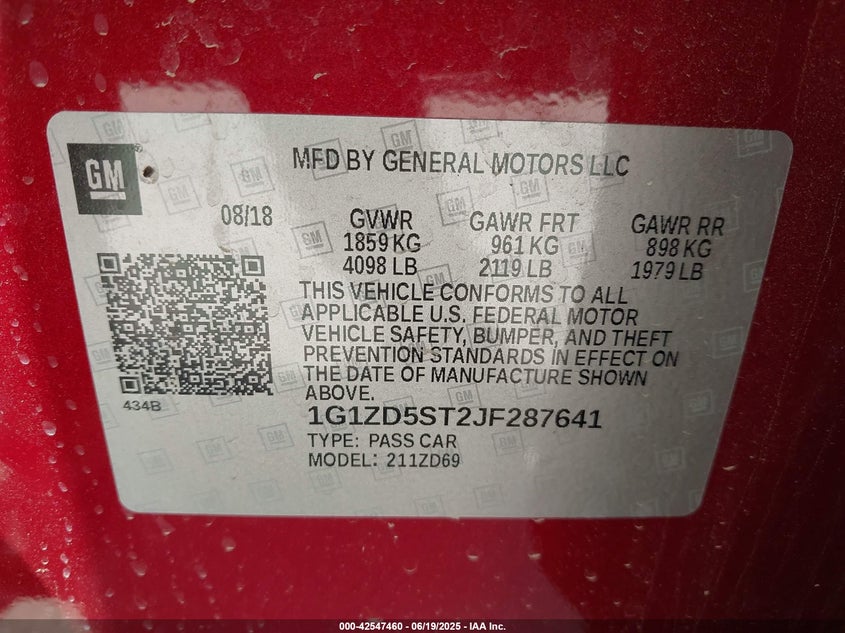 GM
MFD BY GENERAL MOTORS LLC
08/18 GVWR GAWR FRT GAWR RR
1859 KG 961 KG 898 KG
4098 LB 2119 LB 1979 LB
THIS VEHICLE CONFORMS TO ALL
APPLICABLE U.S. FEDERAL MOTOR
VEHICLE SAFETY, BUMPER, AND THEFT
PREVENTION STANDARDS IN EFFECT ON
THE DATE OF MANUFACTURE SHOWN
ABOVE.
434B
1G1ZD5ST2JF287641
TYPE: PASS CAR
MODEL: 211ZD69
000-42547460 - 06/19/2025 - IAA Inc.